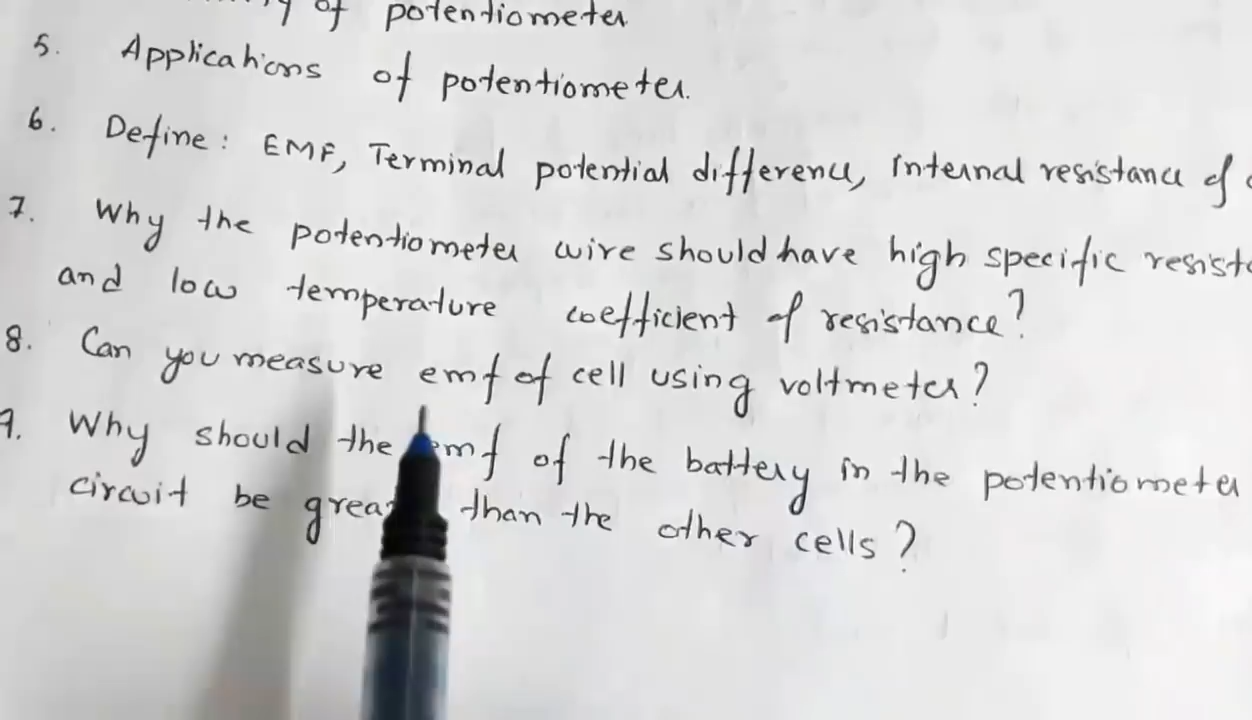 of potentiometer
5. Applications of potentiometer.
6. Define: EMF, Terminal potential difference, Internal resistance of
7. Why the potentiometer wire should have high specific
and low temperature coefficient of resistance?
8. Can you measure emf of cell using voltmeter?
9. Why should the emf of the battery in the potentiometer
circuit be than the other cells?